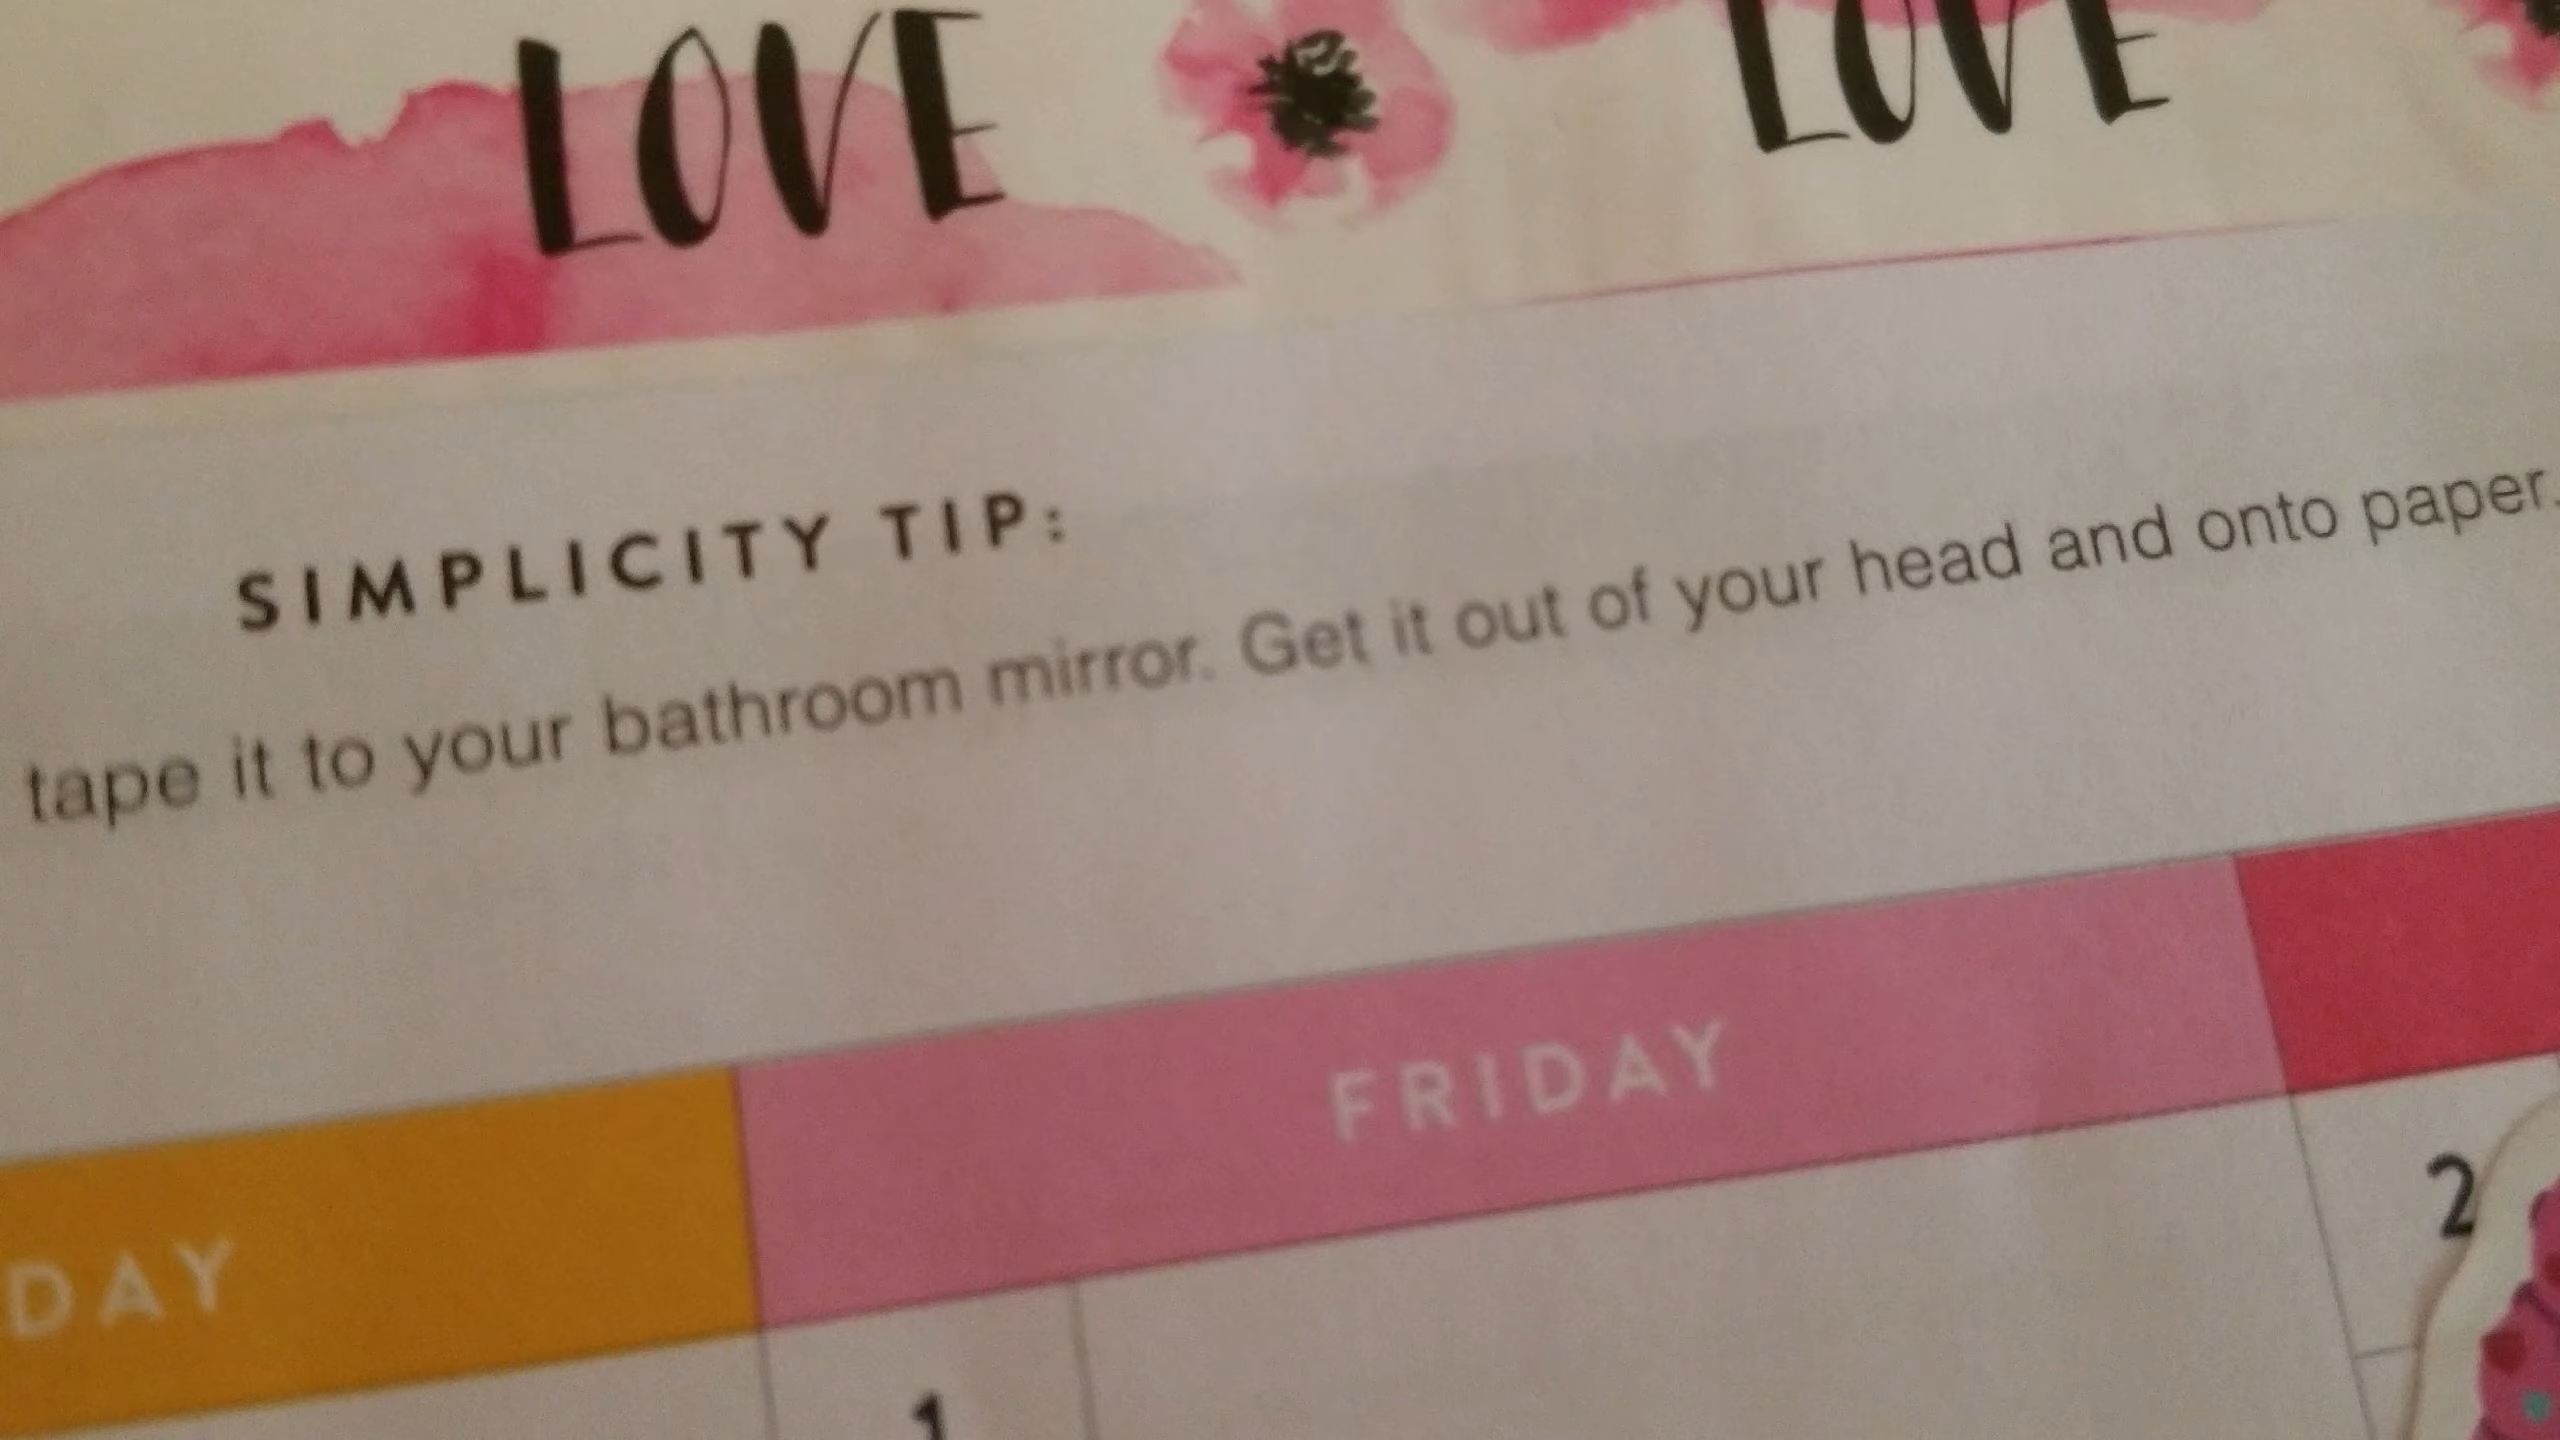 LOVE LOVE
SIMPLICITY TIP:
tape it to your bathroom mirror. Get it out of your head and onto paper.
DAY FRIDAY
1 2